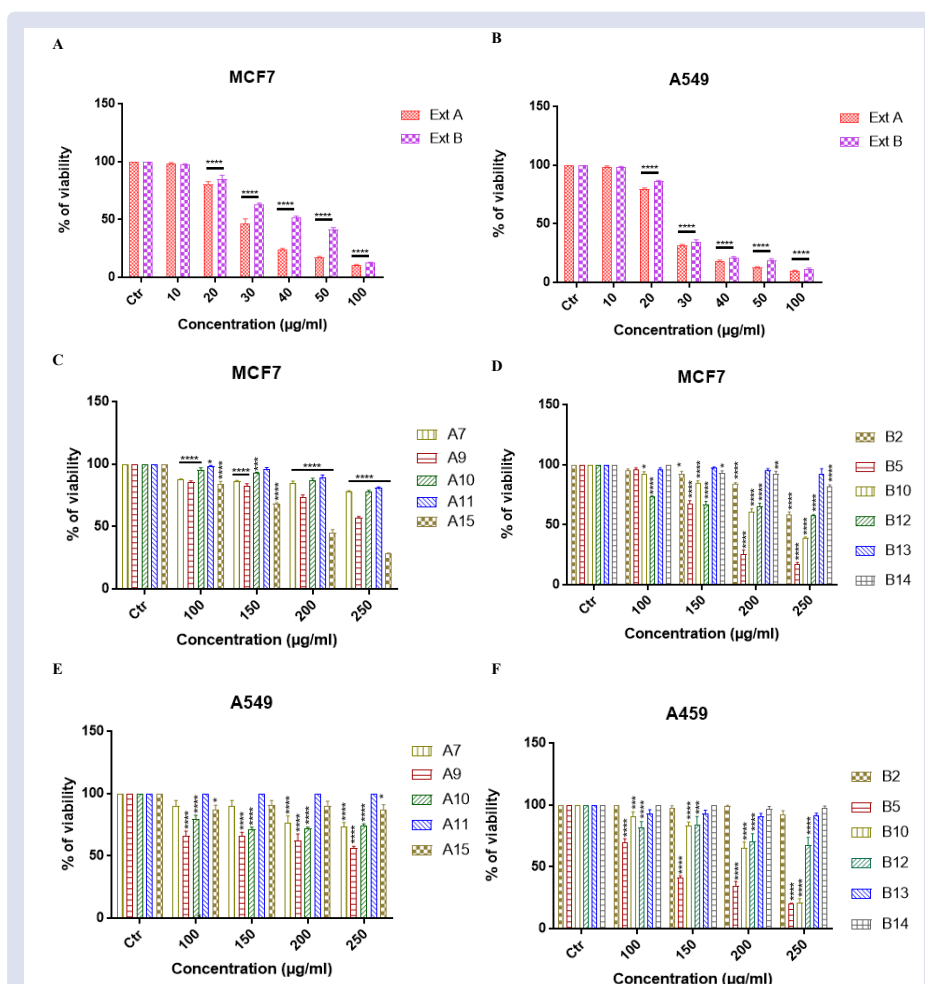 A
MCF7
% of viability
150
100
50
0
Ctr 10 20 30 40 50 100
Concentration (µg/ml)
Ext A
Ext B
**** **** **** **** ****
B
A549
% of viability
150
100
50
0
Ctr 10 20 30 40 50 100
Concentration (µg/ml)
Ext A
Ext B
**** **** **** **** ****
C
MCF7
% of viability
150
100
50
0
Ctr 100 150 200 250
Concentration (µg/ml)
A7
A9
A10
A11
A15
**** * **** **** *** **** **** ****
D
MCF7
% of viability
150
100
50
0
Ctr 100 150 200 250
Concentration (µg/ml)
B2
B5
B10
B12
B13
B14
* **** * **** **** **** * **** **** **** **** ** **** **** **** **** ****
E
A549
% of viability
150
100
50
0
Ctr 100 150 200 250
Concentration (µg/ml)
A7
A9
A10
A11
A15
**** **** * **** **** **** **** **** **** **** **** *
F
A459
% of viability
150
100
50
0
Ctr 100 150 200 250
Concentration (µg/ml)
B2
B5
B10
B12
B13
B14
**** **** **** **** **** *** **** **** **** **** **** ****